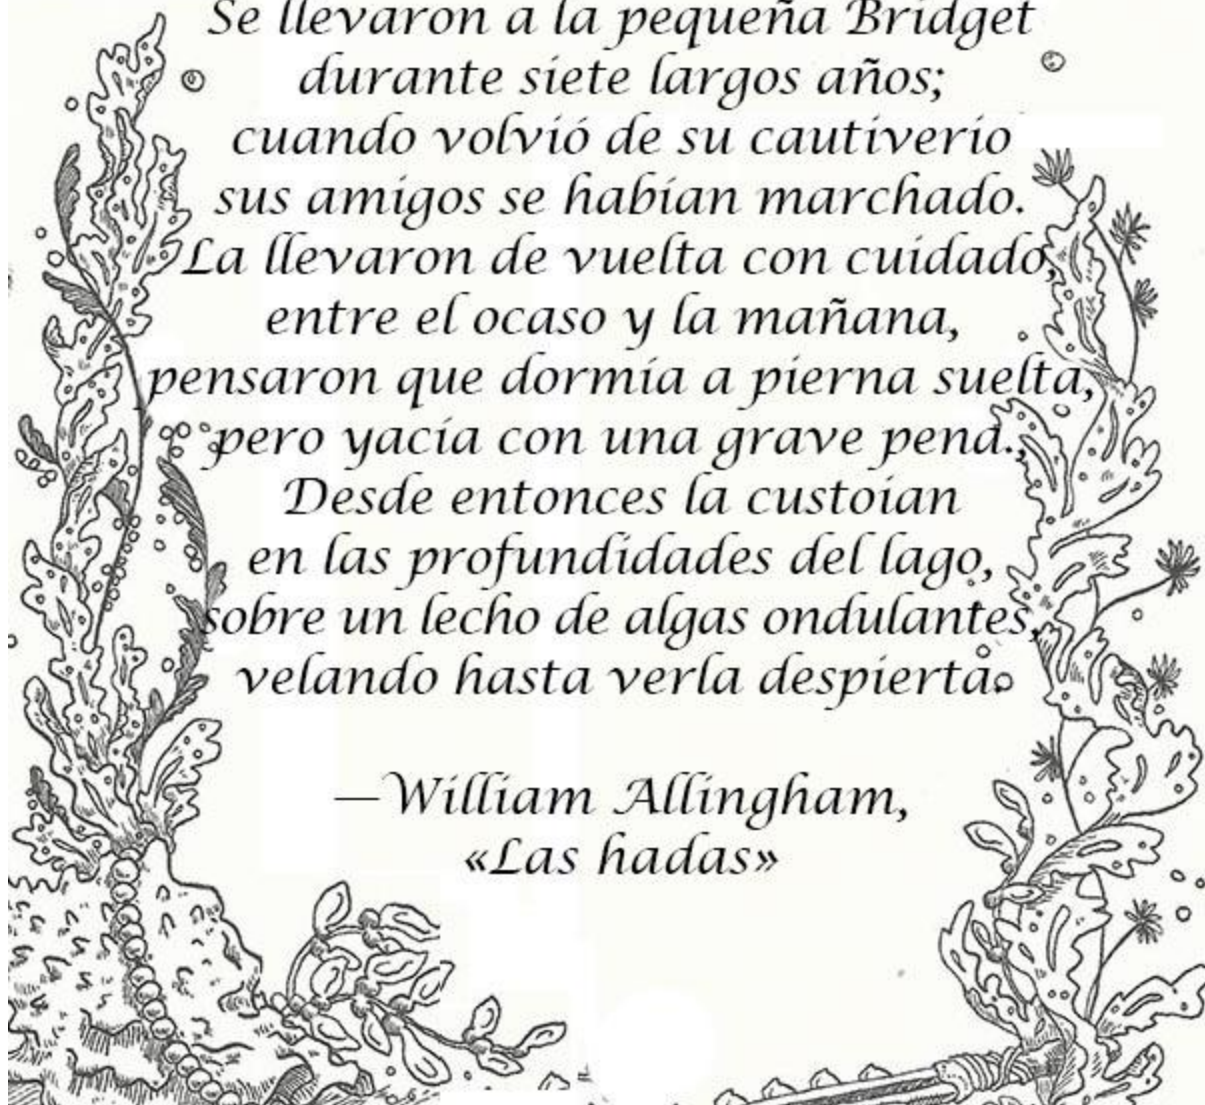 Se llevaron a la pequeña Bridget
durante siete largos años;
cuando volvió de su cautiverio
sus amigos se habían marchado.
La llevaron de vuelta con cuidado,
entre el ocaso y la mañana,
pensaron que dormía a pierna suelta,
pero yacía con una grave pena.,
Desde entonces la custoian
en las profundidades del lago,
sobre un lecho de algas ondulantes,
velando hasta verla despierta.
—William Allingham,
«Las hadas»